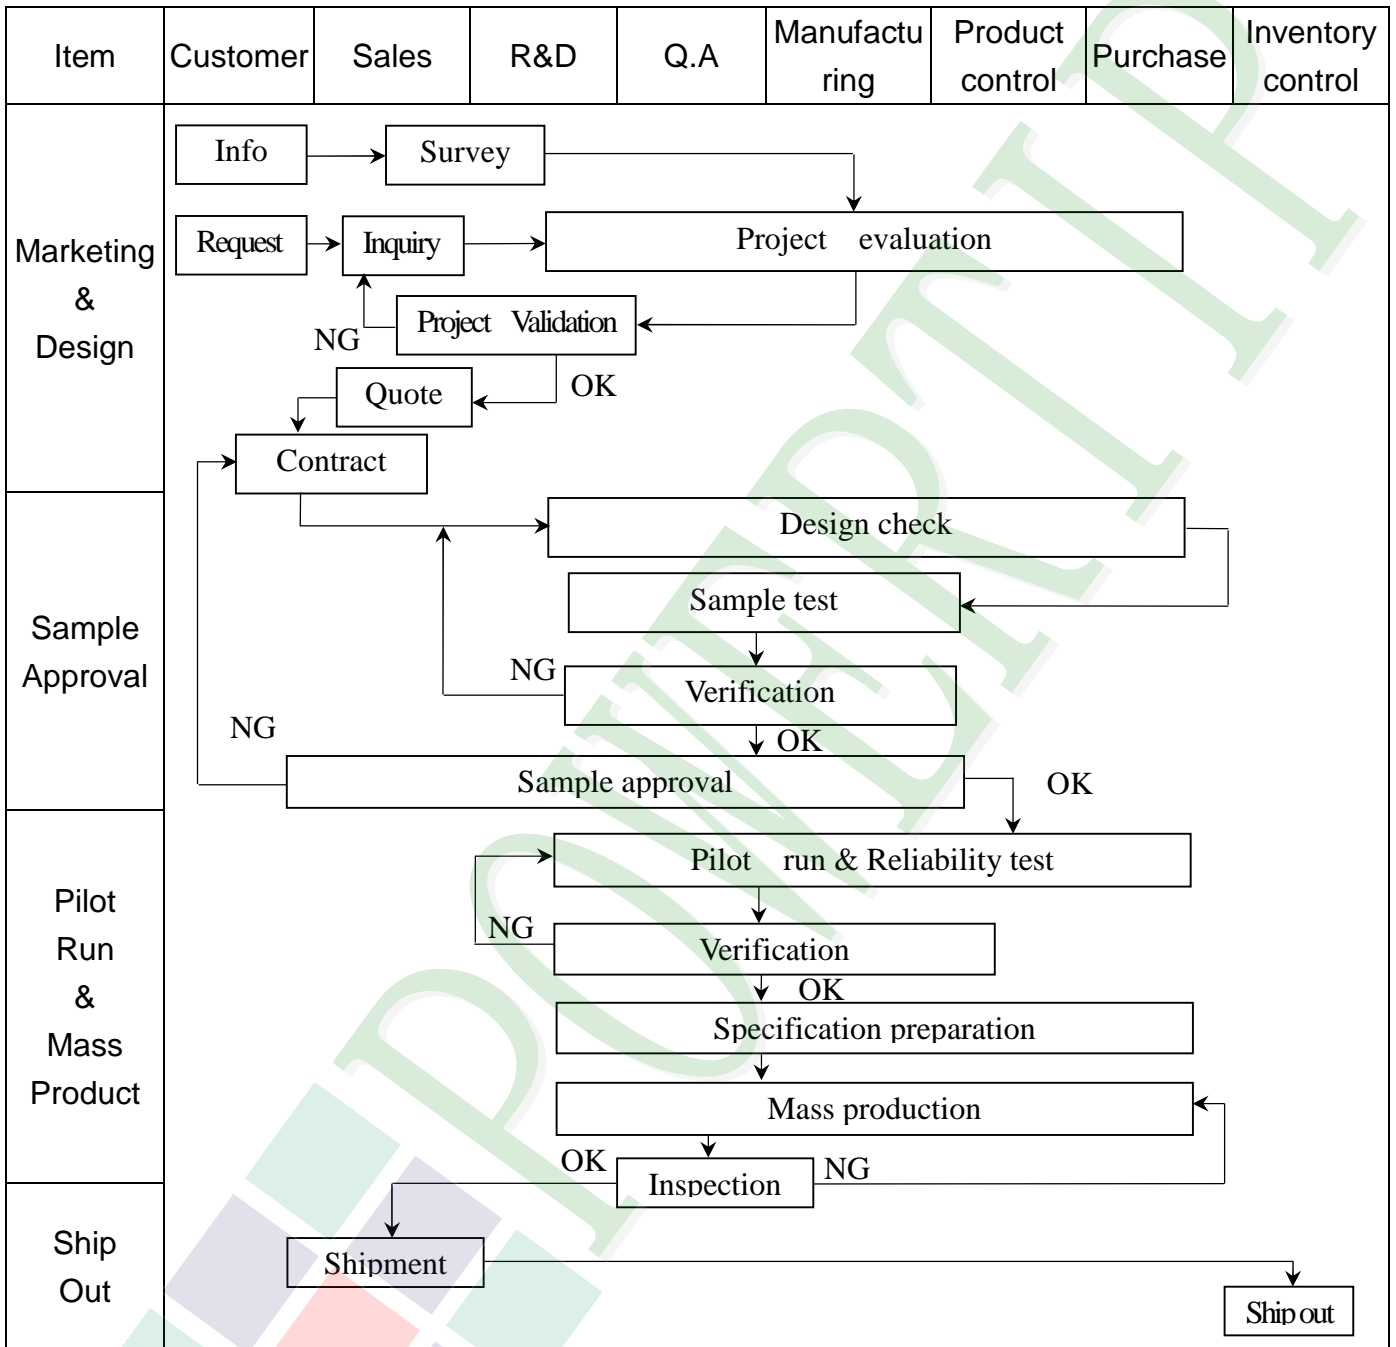 Item
Customer
Sales
R&D
Q.A
Manufactu
ring
Product
control
Purchase
Inventory
control
Marketing
&
Design
Info
Survey
Request
Inquiry
Project evaluation
Project Validation
NG
OK
Quote
Contract
Sample
Approval
Design check
Sample test
NG
Verification
NG
OK
Sample approval
OK
Pilot
Run
&
Mass
Product
Pilot run & Reliability test
NG
Verification
OK
Specification preparation
Mass production
OK
Inspection
NG
Ship
Out
Shipment
Ship out
POWERTIP